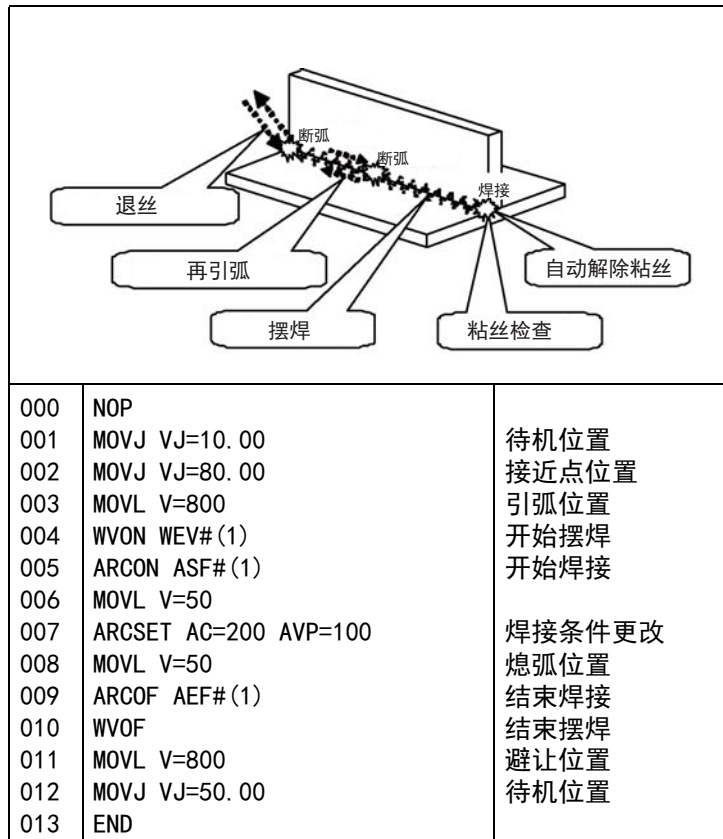 断弧
断弧
焊接
退丝
再引弧
自动解除粘丝
摆焊
粘丝检查
000 NOP
001 MOVJ VJ=10.00 待机位置
002 MOVJ VJ=80.00 接近点位置
003 MOVL V=800 引弧位置
004 WVON WEV#(1) 开始摆焊
005 ARCON ASF#(1) 开始焊接
006 MOVL V=50
007 ARCSET AC=200 AVP=100 焊接条件更改
008 MOVL V=50 熄弧位置
009 ARCOF AEF#(1) 结束焊接
010 WVOF 结束摆焊
011 MOVL V=800 避让位置
012 MOVJ VJ=50.00 待机位置
013 END